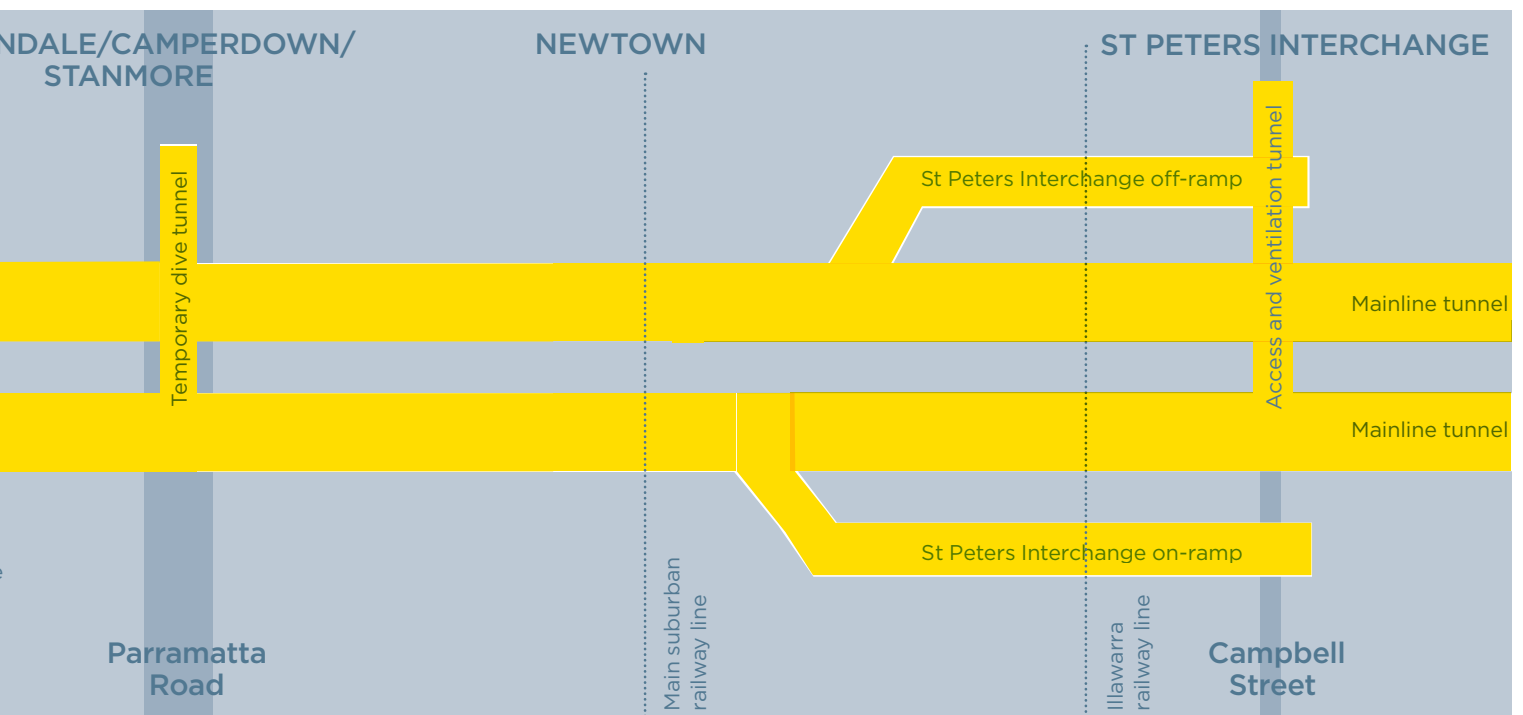 NDALE/CAMPERDOWN/
STANMORE
NEWTOWN
ST PETERS INTERCHANGE
Temporary dive tunnel
St Peters Interchange off-ramp
Access and ventilation tunnel
Mainline tunnel
Mainline tunnel
St Peters Interchange on-ramp
e
Parramatta
Road
Main suburban
railway line
Illawarra
railway line
Campbell
Street